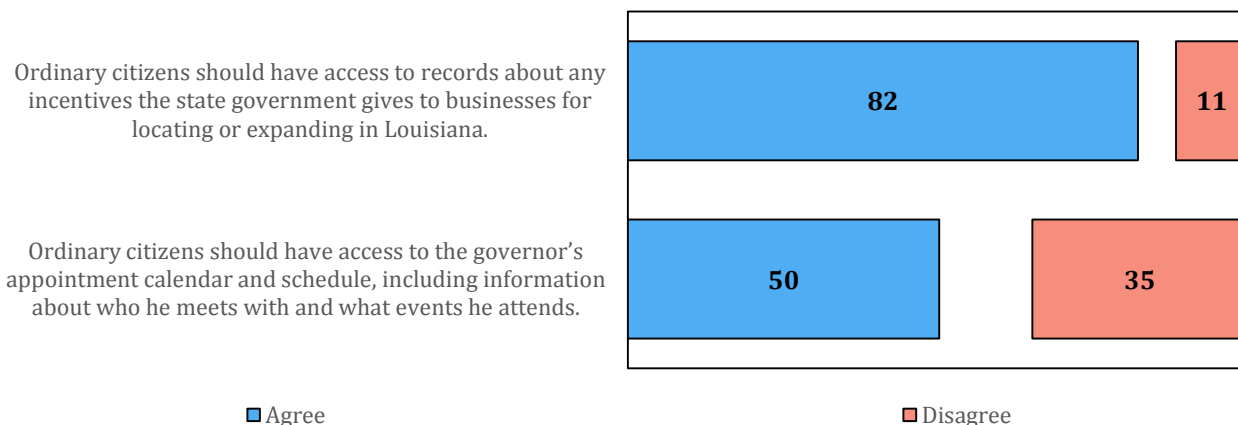 Ordinary citizens should have access to records about any
incentives the state government gives to businesses for
locating or expanding in Louisiana.
82
11
Ordinary citizens should have access to the governor’s
appointment calendar and schedule, including information
about who he meets with and what events he attends.
50
35
Agree
Disagree